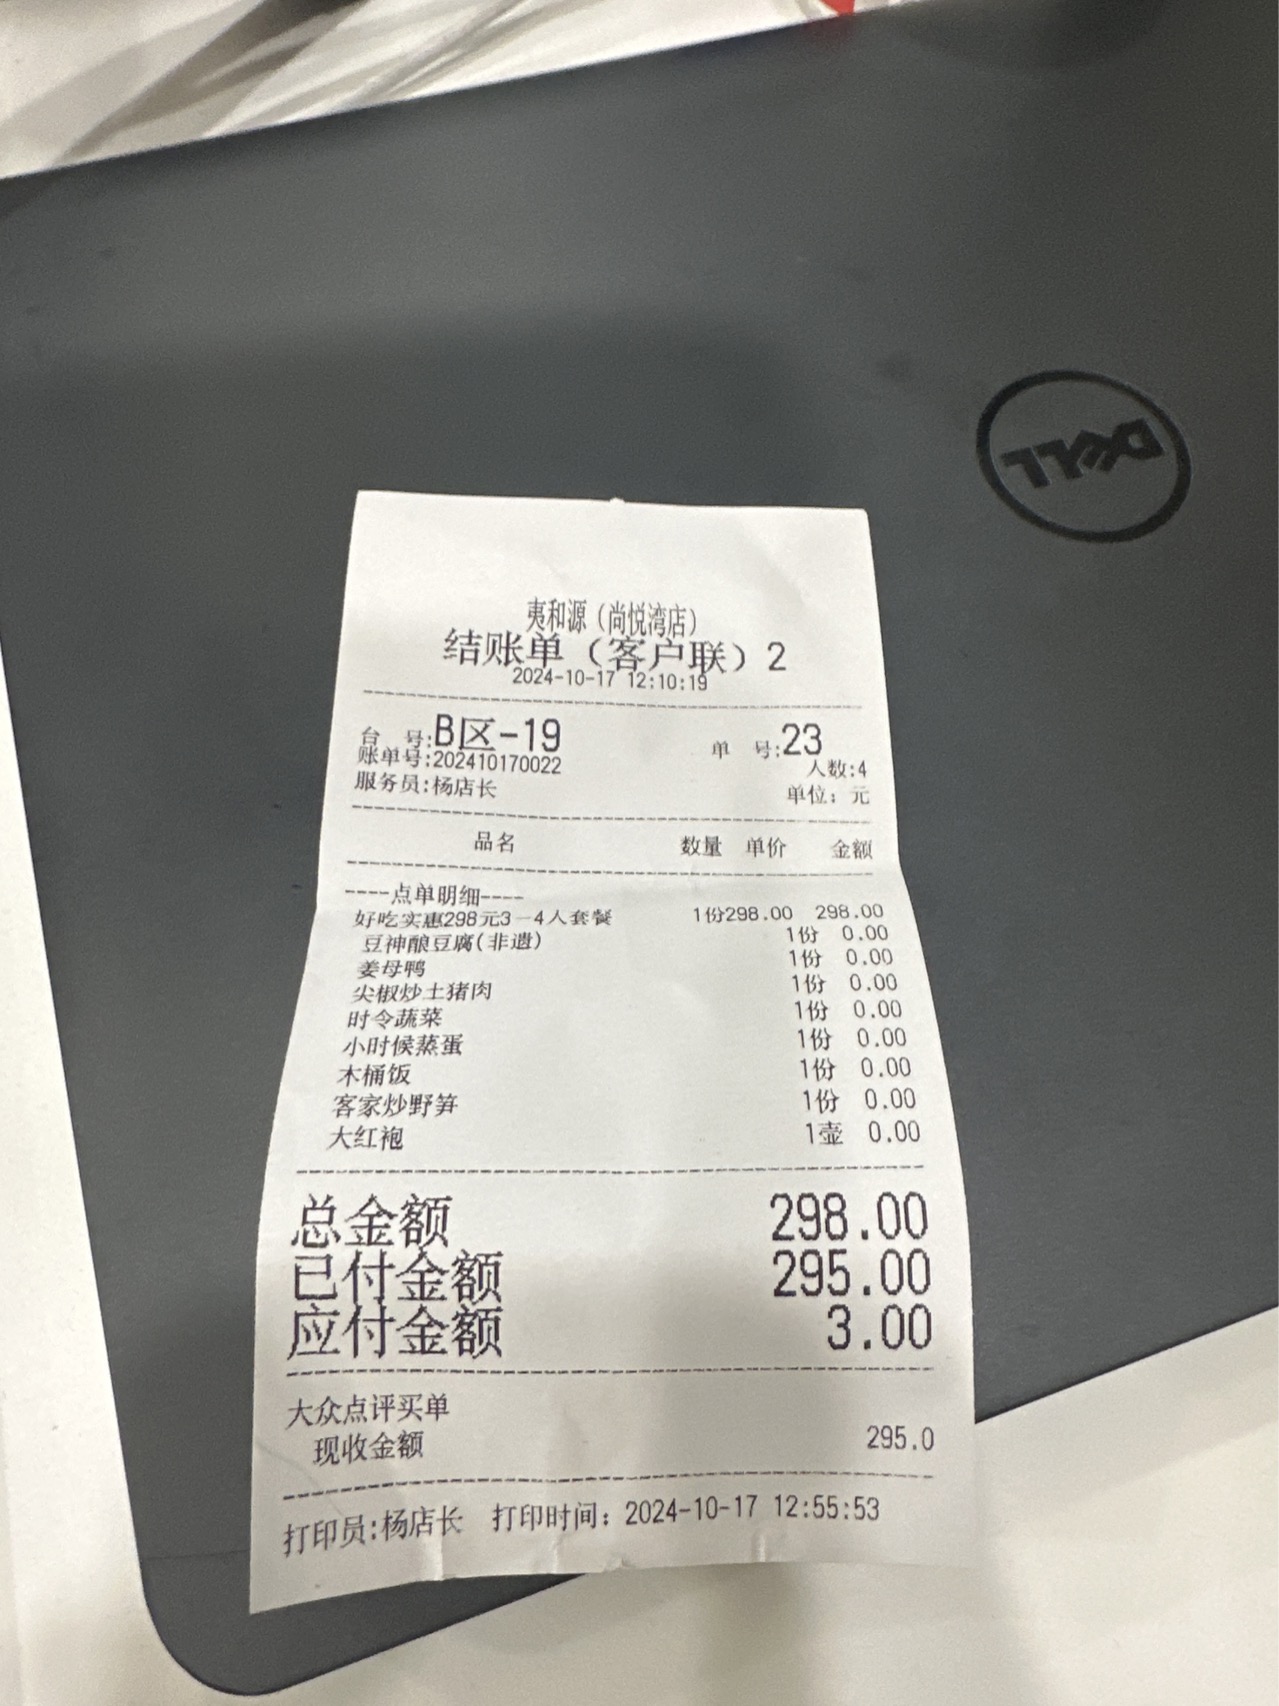 DELL
夷和源（尚悦湾店）
结账单（客户联）2
2024-10-17 12:10:19
台 号:B区-19 单 号:23
账单号:202410170022 人数:4
服务员:杨店长 单位：元
品名 数量 单价 金额
----点单明细----
好吃实惠298元3－4人套餐 1份298.00 298.00
豆神酿豆腐(非遗) 1份 0.00
姜母鸭 1份 0.00
尖椒炒土猪肉 1份 0.00
时令蔬菜 1份 0.00
小时候蒸蛋 1份 0.00
木桶饭 1份 0.00
客家炒野笋 1份 0.00
大红袍 1壶 0.00
总金额 298.00
已付金额 295.00
应付金额 3.00
大众点评买单
现收金额 295.0
打印员:杨店长 打印时间：2024-10-17 12:55:53